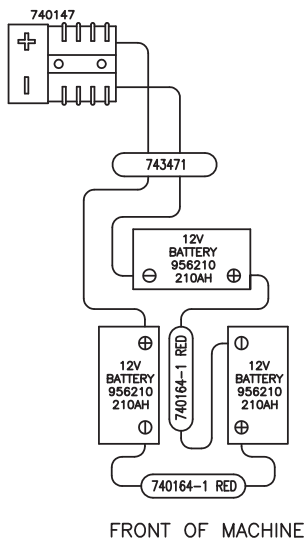 740147
+
-
743471
12V
BATTERY
956210
210AH
740164-1 RED
12V
BATTERY
956210
210AH
12V
BATTERY
956210
210AH
740164-1 RED
FRONT OF MACHINE